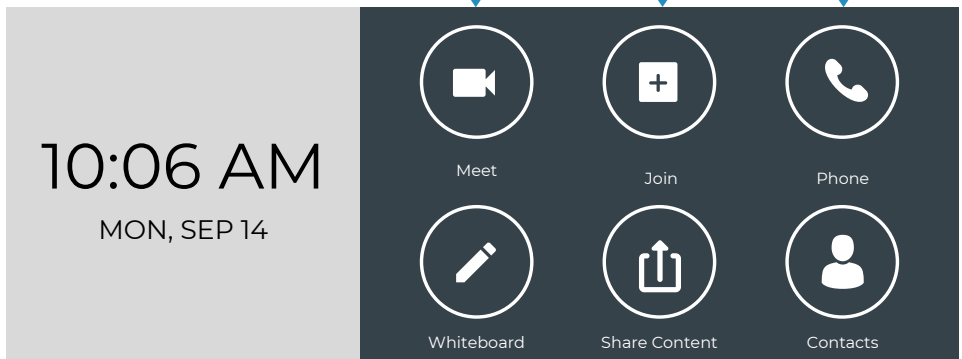 10:06 AM
MON, SEP 14
Meet
Join
Phone
Whiteboard
Share Content
Contacts